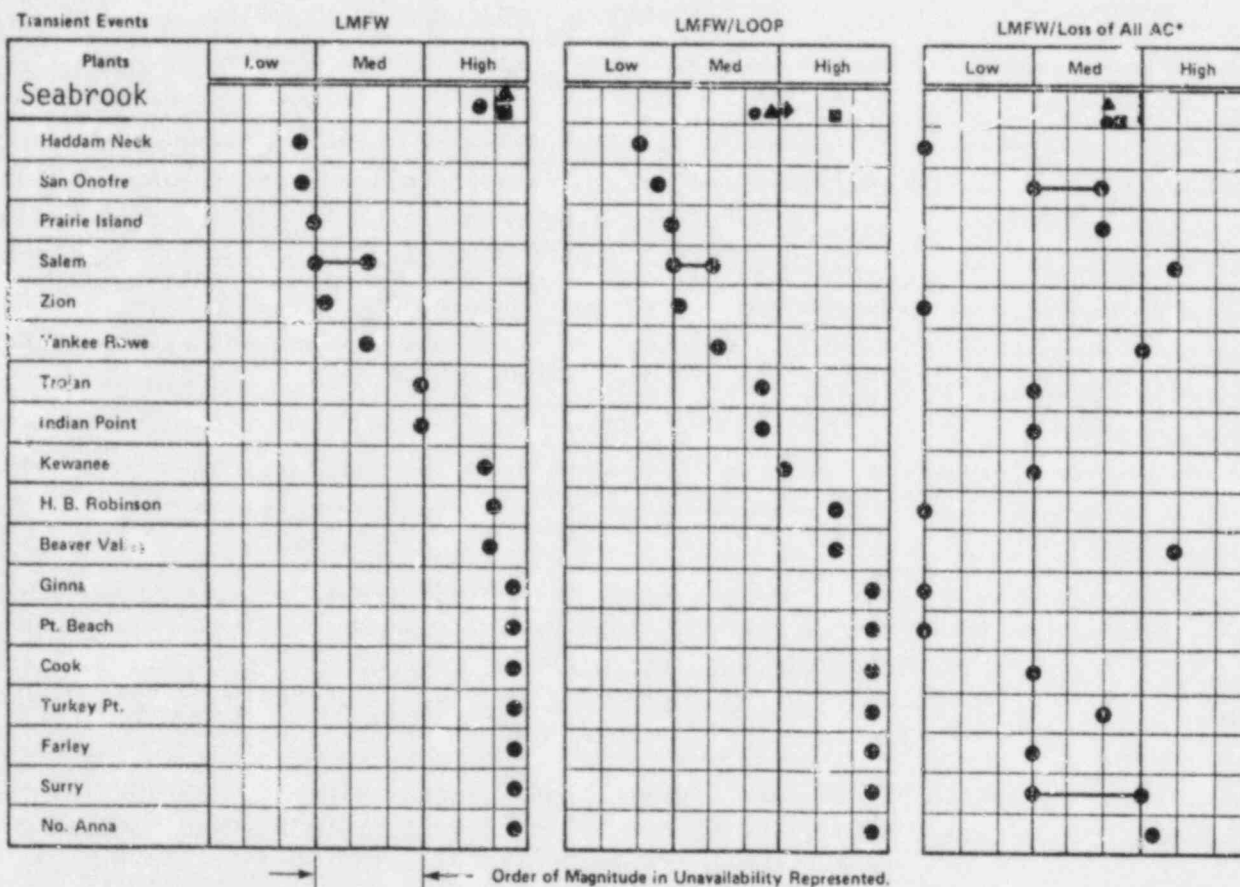 Transient Events LMFW LMFW/LOOP LMFW/Loss of All AC*
Plants Low Med High Low Med High Low Med High
Seabrook
Haddam Neck
San Onofre
Prairie Island
Salem
Zion
Yankee Rowe
Trojan
Indian Point
Kewanee
H. B. Robinson
Beaver
Ginna
Pt. Beach
Cook
Turkey Pt.
Farley
Surry
No. Anna
Order of Magnitude in Unavailability Represented.